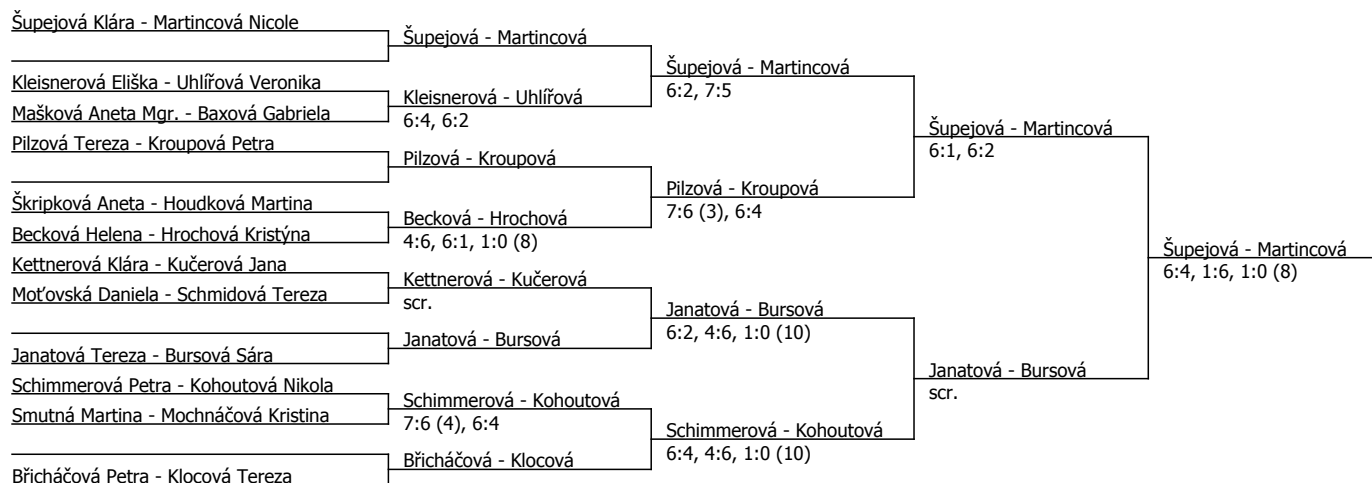 Šupejová Klára - Martincová Nicole
Kleisnerová Eliška - Uhlířová Veronika
Mašková Aneta Mgr. - Baxová Gabriela
Pilzová Tereza - Kroupová Petra
Škripková Aneta - Houdková Martina
Becková Helena - Hrochová Kristýna
Kettnerová Klára - Kučerová Jana
Moťovská Daniela - Schmidová Tereza
Janatová Tereza - Bursová Sára
Schimmerová Petra - Kohoutová Nikola
Smutná Martina - Mochnáčová Kristina
Břicháčová Petra - Klocová Tereza
Šupejová - Martincová
Kleisnerová - Uhlířová
6:4, 6:2
Pilzová - Kroupová
Becková - Hrochová
4:6, 6:1, 1:0 (8)
Kettnerová - Kučerová
scr.
Janatová - Bursová
Schimmerová - Kohoutová
7:6 (4), 6:4
Břicháčová - Klocová
Šupejová - Martincová
6:2, 7:5
Pilzová - Kroupová
7:6 (3), 6:4
Janatová - Bursová
6:2, 4:6, 1:0 (10)
Schimmerová - Kohoutová
6:4, 4:6, 1:0 (10)
Šupejová - Martincová
6:1, 6:2
Janatová - Bursová
scr.
Šupejová - Martincová
6:4, 1:6, 1:0 (8)